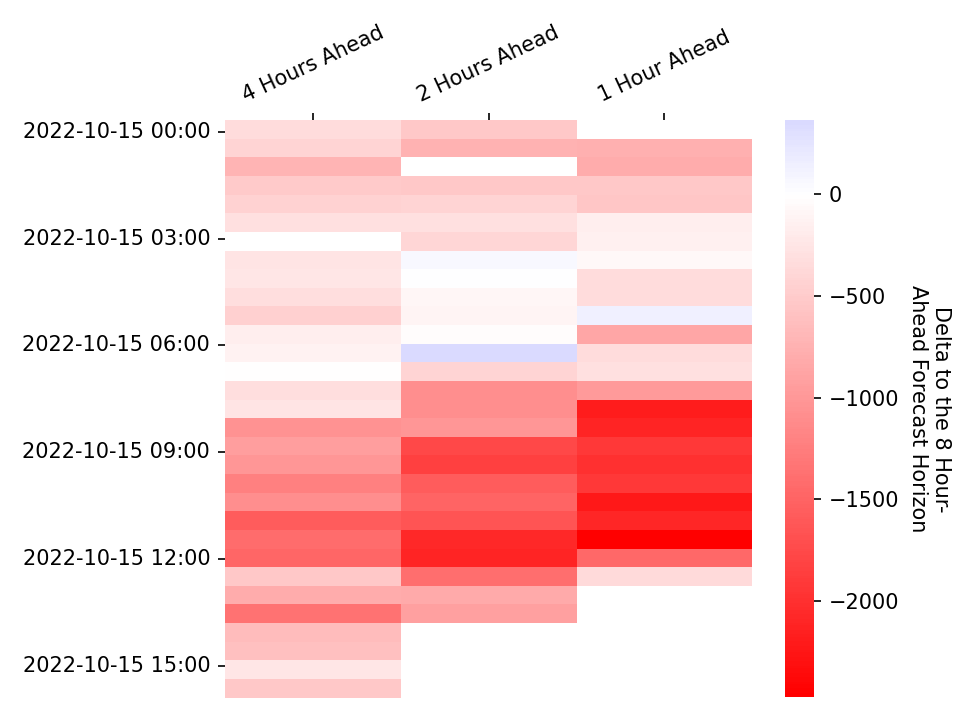 4 Hours Ahead
2 Hours Ahead
1 Hour Ahead
2022-10-15 00:00
2022-10-15 03:00
2022-10-15 06:00
2022-10-15 09:00
2022-10-15 12:00
2022-10-15 15:00
0
−500
−1000
−1500
−2000
Delta to the 8 Hour-
Ahead Forecast Horizon